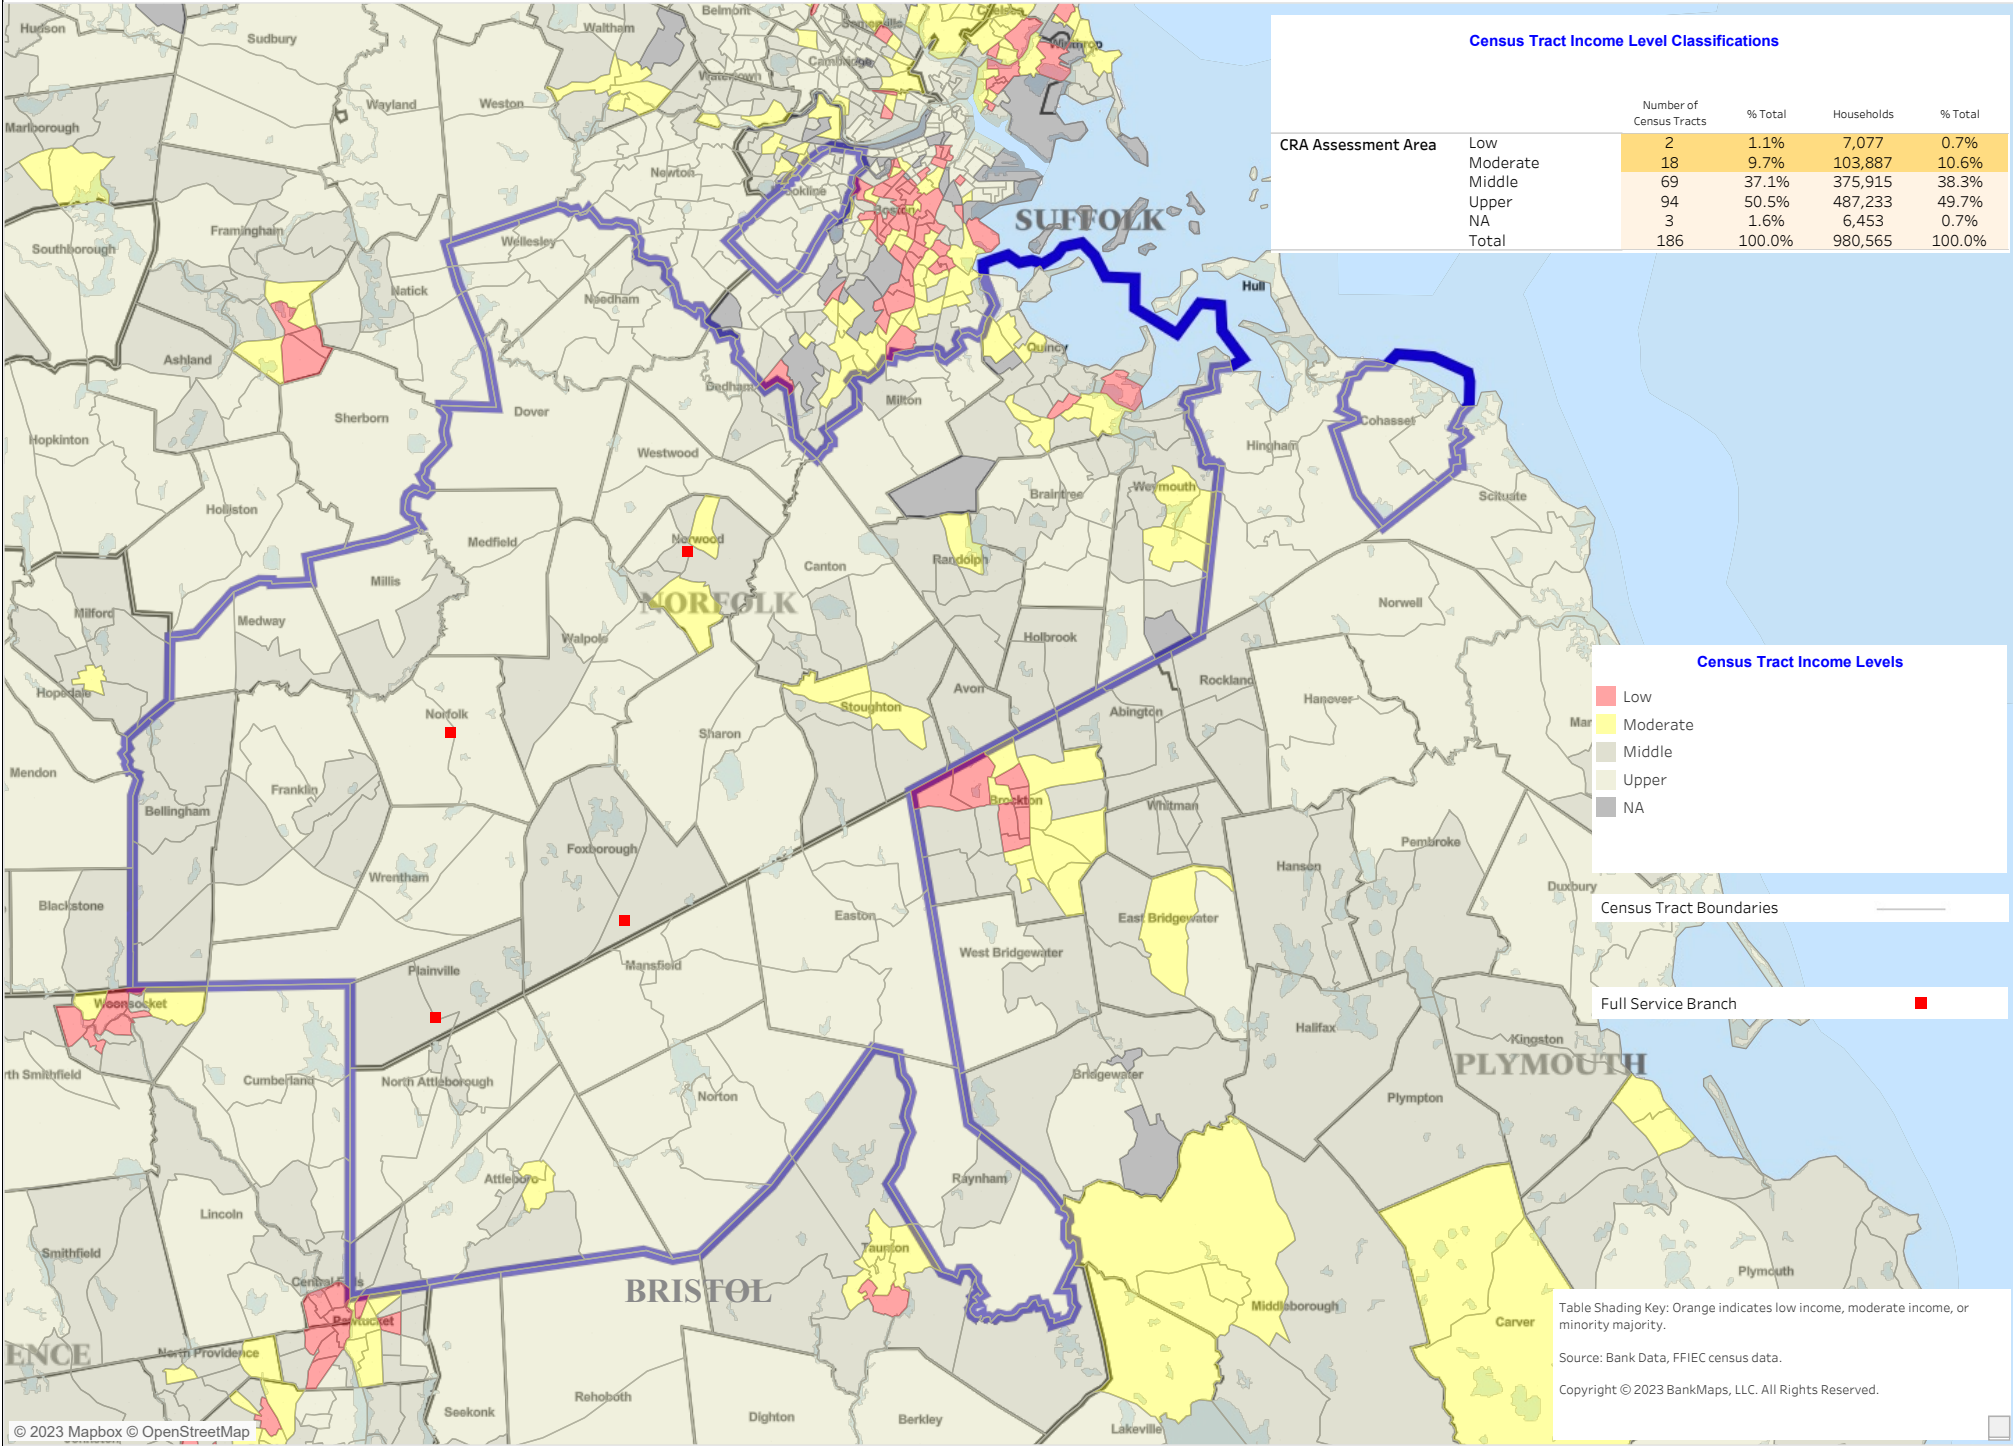 Census Tract Income Level Classifications
Number of Census Tracts % Total Households % Total
CRA Assessment Area Low 2 1.1% 7,077 0.7%
Moderate 18 9.7% 103,887 10.6%
Middle 69 37.1% 375,915 38.3%
Upper 94 50.5% 487,233 49.7%
NA 3 1.6% 6,453 0.7%
Total 186 100.0% 980,565 100.0%
Hudson
Sudbury
Waltham
Belmont
Somerville
Chelsea
Winthrop
Cambridge
Watertown
Wayland
Weston
Marlborough
Newton
Boston
SUFFOLK
Southborough
Framingham
Wellesley
Natick
Needham
Hull
Quincy
Ashland
Dedham
Milton
Dover
Sherborn
Cohasset
Hopkinton
Westwood
Hingham
Holliston
Braintree
Weymouth
Scituate
Medfield
Norwood
Randolph
Canton
Millis
NORFOLK
Norwell
Milford
Medway
Walpole
Holbrook
Hopedale
Avon
Rockland
Hanover
Stoughton
Norfolk
Abington
Sharon
Mar
Mendon
Franklin
Brockton
Whitman
Bellingham
Foxborough
Pembroke
Hanson
Wrentham
Duxbury
Blackstone
Easton
East Bridgewater
West Bridgewater
Plainville
Mansfield
Woonsocket
Halifax
Kingston
PLYMOUTH
rth Smithfield
Cumberland
North Attleborough
Bridgewater
Norton
Plympton
Attleboro
Raynham
Lincoln
Smithfield
Taunton
Plymouth
Central Falls
BRISTOL
Middleborough
Pawtucket
Carver
ENCE
North Providence
Rehoboth
Seekonk
Dighton
Berkley
Lakeville
Census Tract Income Levels
Low
Moderate
Middle
Upper
NA
Census Tract Boundaries
Full Service Branch
Table Shading Key: Orange indicates low income, moderate income, or
minority majority.
Source: Bank Data, FFIEC census data.
Copyright © 2023 BankMaps, LLC. All Rights Reserved.
© 2023 Mapbox © OpenStreetMap